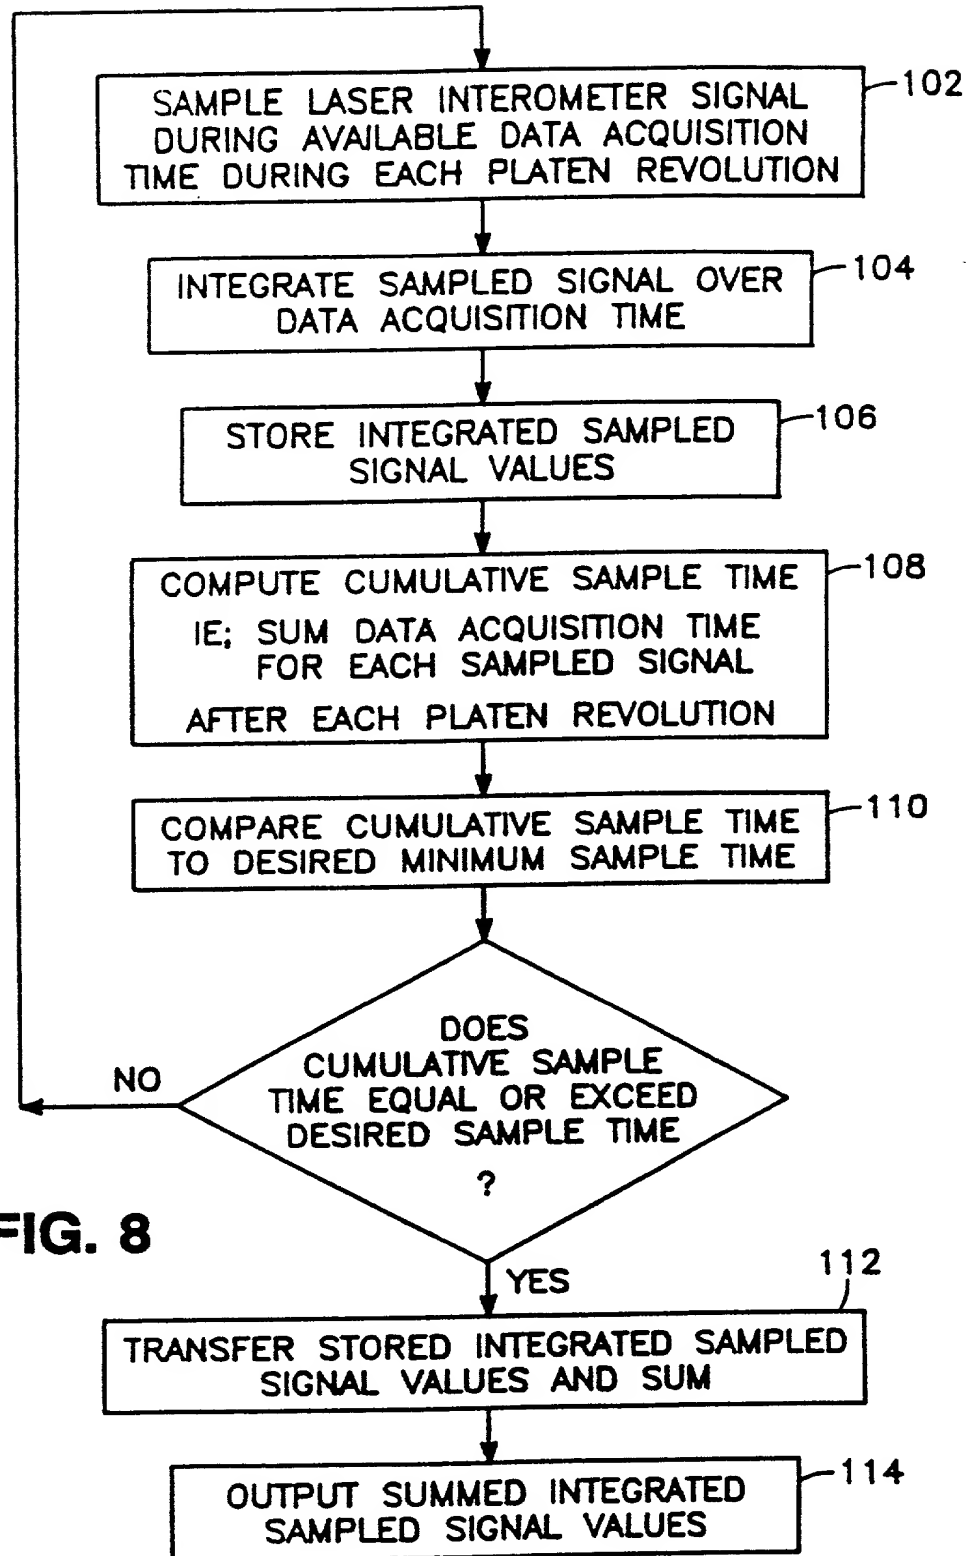 SAMPLE LASER INTEROMETER SIGNAL
DURING AVAILABLE DATA ACQUISITION
TIME DURING EACH PLATEN REVOLUTION
102
INTEGRATE SAMPLED SIGNAL OVER
DATA ACQUISITION TIME
104
STORE INTEGRATED SAMPLED
SIGNAL VALUES
106
COMPUTE CUMULATIVE SAMPLE TIME
IE; SUM DATA ACQUISITION TIME
FOR EACH SAMPLED SIGNAL
AFTER EACH PLATEN REVOLUTION
108
COMPARE CUMULATIVE SAMPLE TIME
TO DESIRED MINIMUM SAMPLE TIME
110
DOES
CUMULATIVE SAMPLE
TIME EQUAL OR EXCEED
DESIRED SAMPLE TIME
?
NO
FIG. 8
YES
112
TRANSFER STORED INTEGRATED SAMPLED
SIGNAL VALUES AND SUM
OUTPUT SUMMED INTEGRATED
SAMPLED SIGNAL VALUES
114